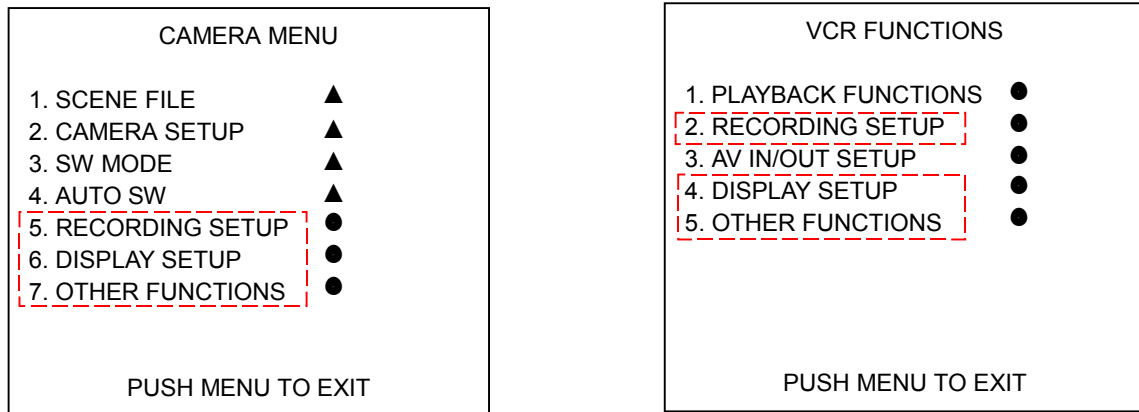 CAMERA MENU
1. SCENE FILE ▲
2. CAMERA SETUP ▲
3. SW MODE ▲
4. AUTO SW ▲
5. RECORDING SETUP ●
6. DISPLAY SETUP ●
7. OTHER FUNCTIONS ●
PUSH MENU TO EXIT
VCR FUNCTIONS
1. PLAYBACK FUNCTIONS ●
2. RECORDING SETUP ●
3. AV IN/OUT SETUP ●
4. DISPLAY SETUP ●
5. OTHER FUNCTIONS ●
PUSH MENU TO EXIT